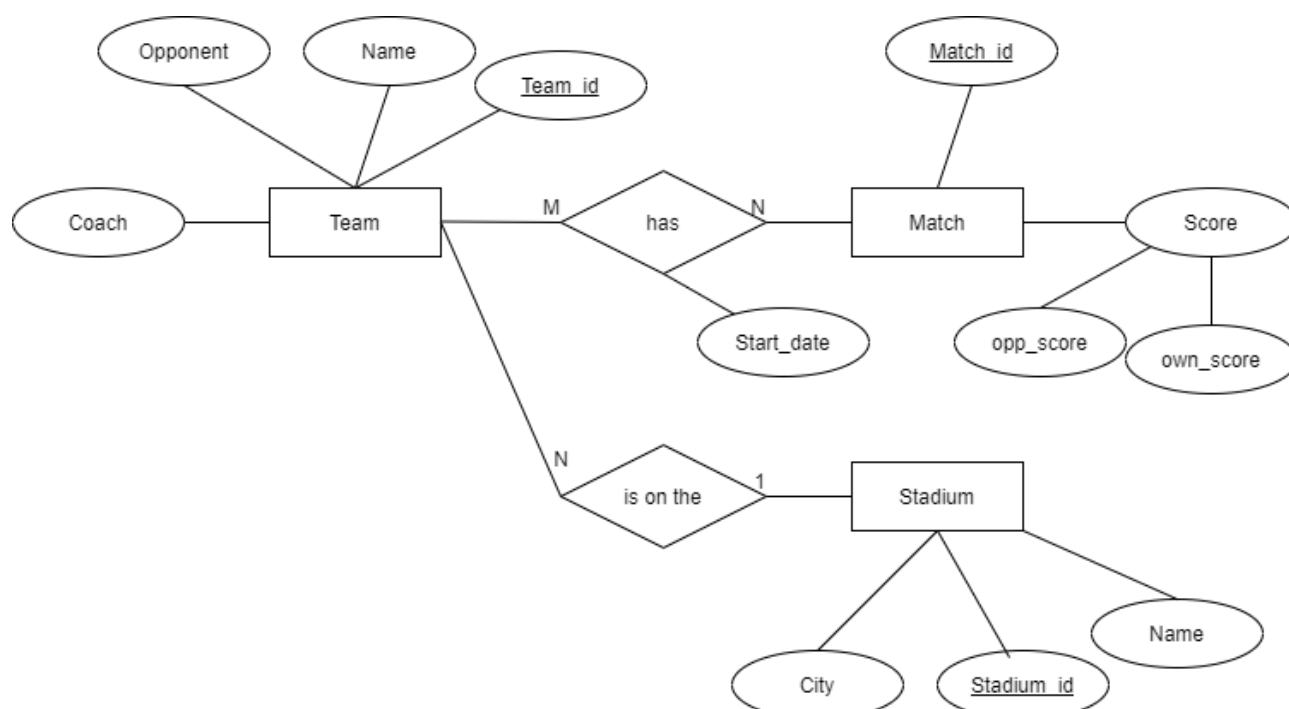 Opponent
Name
Match_id
Team_id
Coach
Team
M
has
N
Match
Score
Start_date
opp_score
own_score
N
is on the
1
Stadium
Name
City
Stadium_id